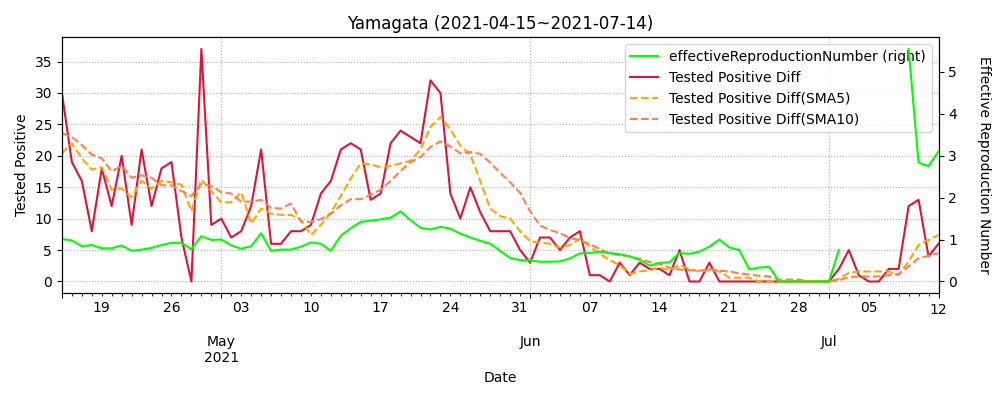 Yamagata (2021-04-15~2021-07-14)
effectiveReproductionNumber (right)
Tested Positive Diff
Tested Positive Diff(SMA5)
Tested Positive Diff(SMA10)
Tested Positive
35
30
25
20
15
10
5
0
Effective Reproduction Number
5
4
3
2
1
0
19 26 03 10 17 24 31 07 14 21 28 05 12
May Jun Jul
2021
Date